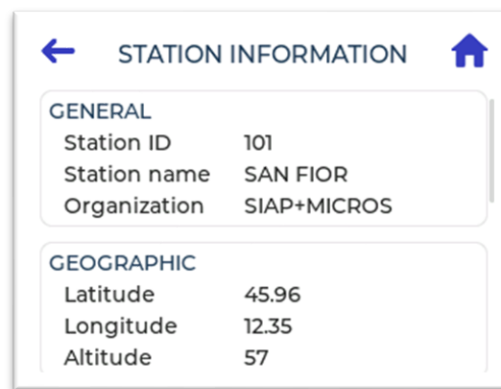 STATION INFORMATION
GENERAL
Station ID 101
Station name SAN FIOR
Organization SIAP+MICROS
GEOGRAPHIC
Latitude 45.96
Longitude 12.35
Altitude 57